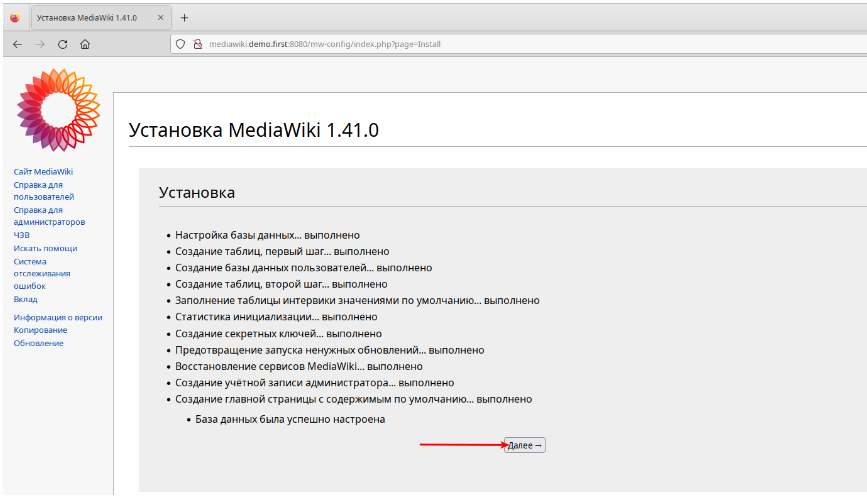 Установка MediaWiki 1.41.0
mediawiki.demo.first:8080/mw-config/index.php?page=Install
Сайт MediaWiki
Справка для
пользователей
Справка для
администраторов
ЧЗВ
Искать помощи
Система
отслеживания
ошибок
Вклад
Информация о версии
Копирование
Обновление
Установка MediaWiki 1.41.0
Установка
Настройка базы данных... выполнено
Создание таблиц, первый шаг... выполнено
Создание базы данных пользователей... выполнено
Создание таблиц, второй шаг... выполнено
Заполнение таблицы интервики значениями по умолчанию... выполнено
Статистика инициализации... выполнено
Создание секретных ключей... выполнено
Предотвращение запуска ненужных обновлений... выполнено
Восстановление сервисов MediaWiki... выполнено
Создание учётной записи администратора... выполнено
Создание главной страницы с содержимым по умолчанию... выполнено
База данных была успешно настроена
Далее →